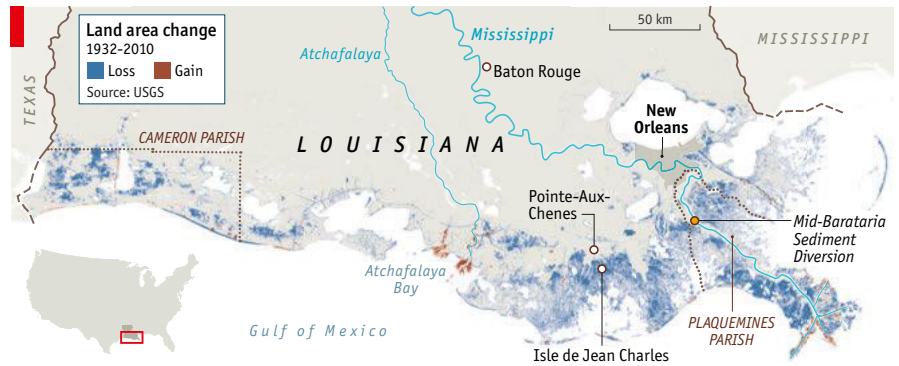 Land area change
1932-2010
Loss
Gain
Source: USGS
50 km
MISSISSIPPI
TEXAS
Atchafalaya
Mississippi
Baton Rouge
CAMERON PARISH
LOUISIANA
New
Orleans
Pointe-Aux-
Chenes
Mid-Barataria
Sediment
Diversion
Atchafalaya
Bay
Gulf of Mexico
PLAQUEMINES
PARISH
Isle de Jean Charles